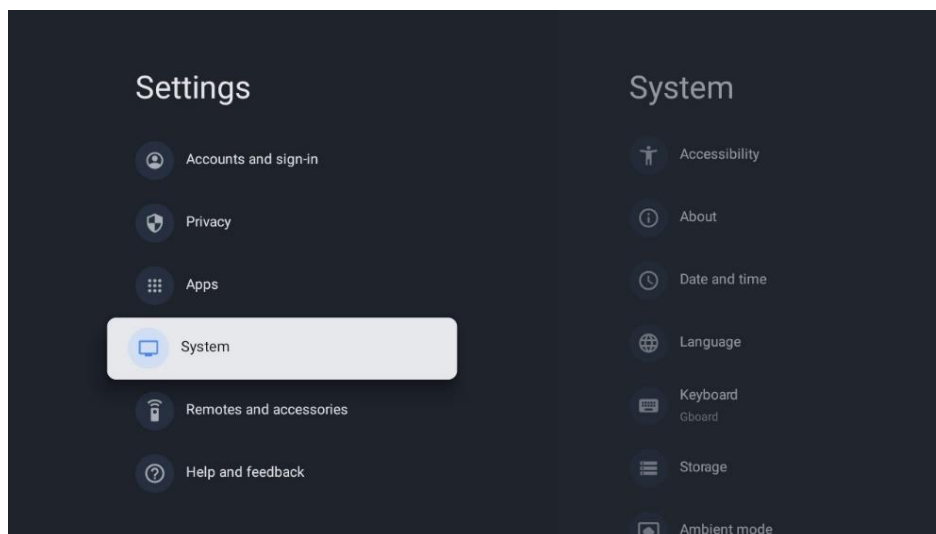 Settings
Accounts and sign-in
Privacy
Apps
System
Remotes and accessories
Help and feedback
System
Accessibility
About
Date and time
Language
Keyboard
Gboard
Storage
Ambient mode